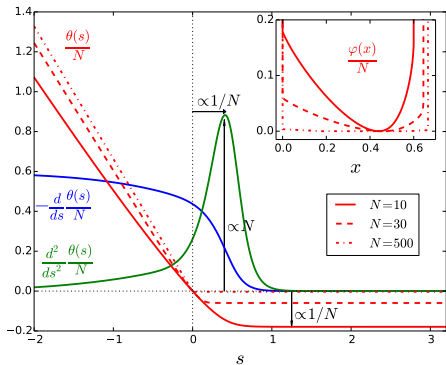 1.4
1.2
1.0
0.8
0.6
0.4
0.2
0.0
−0.2
−2
−1
0
1
2
3
s
θ(s)/N
−d/ds θ(s)/N
d²/ds² θ(s)/N
∝1/N
∝N
∝1/N
0.2
0.1
0.0
0.0
0.2
0.4
0.6
x
φ(x)/N
N=10
N=30
N=500